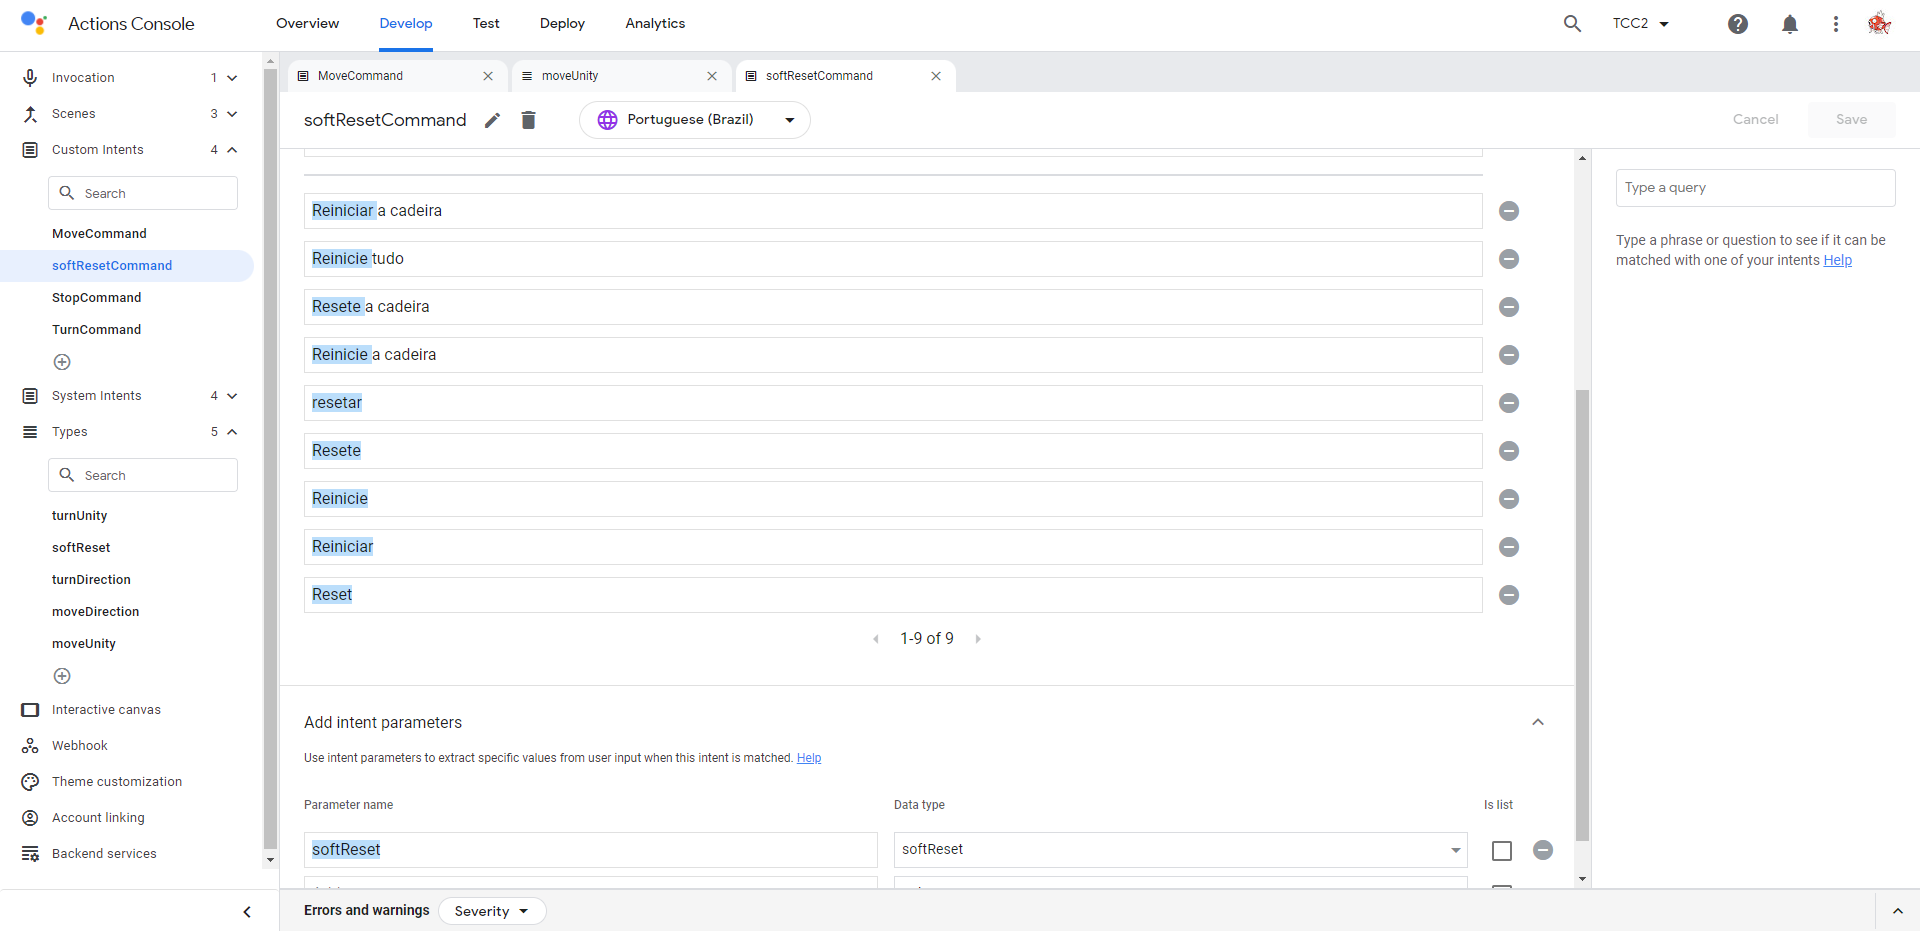 Actions Console
Overview
Develop
Test
Deploy
Analytics
TCC2
Invocation 1
Scenes 3
Custom Intents 4
Search
MoveCommand
softResetCommand
StopCommand
TurnCommand
System Intents 4
Types 5
Search
turnUnity
softReset
turnDirection
moveDirection
moveUnity
Interactive canvas
Webhook
Theme customization
Account linking
Backend services
MoveCommand
moveUnity
softResetCommand
softResetCommand
Portuguese (Brazil)
Cancel
Save
Reiniciar a cadeira
Reinicie tudo
Resete a cadeira
Reinicie a cadeira
resetar
Resete
Reinicie
Reiniciar
Reset
1-9 of 9
Add intent parameters
Use intent parameters to extract specific values from user input when this intent is matched. Help
Parameter name
Data type
Is list
softReset
softReset
Type a query
Type a phrase or question to see if it can be
matched with one of your intents Help
Errors and warnings
Severity